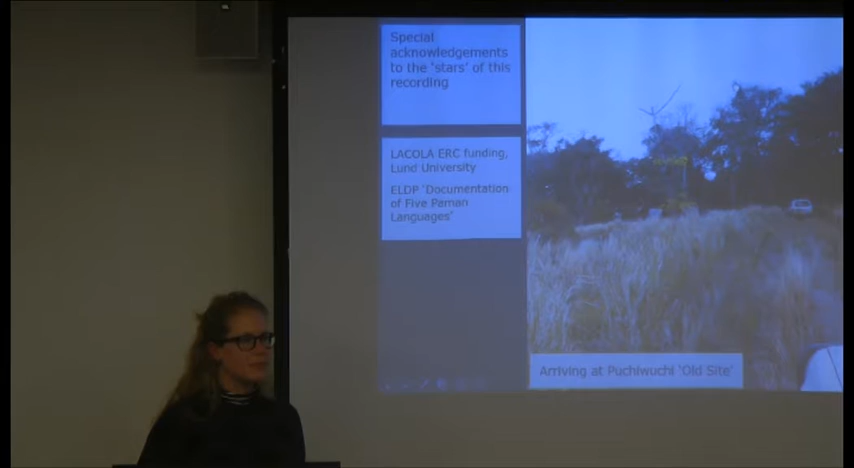 Special
acknowledgements
to the 'stars' of this
recording
LACOLA ERC funding,
Lund University
ELDP 'Documentation
of Five Paman
Languages'
Arriving at Puchiwuchi 'Old Site'